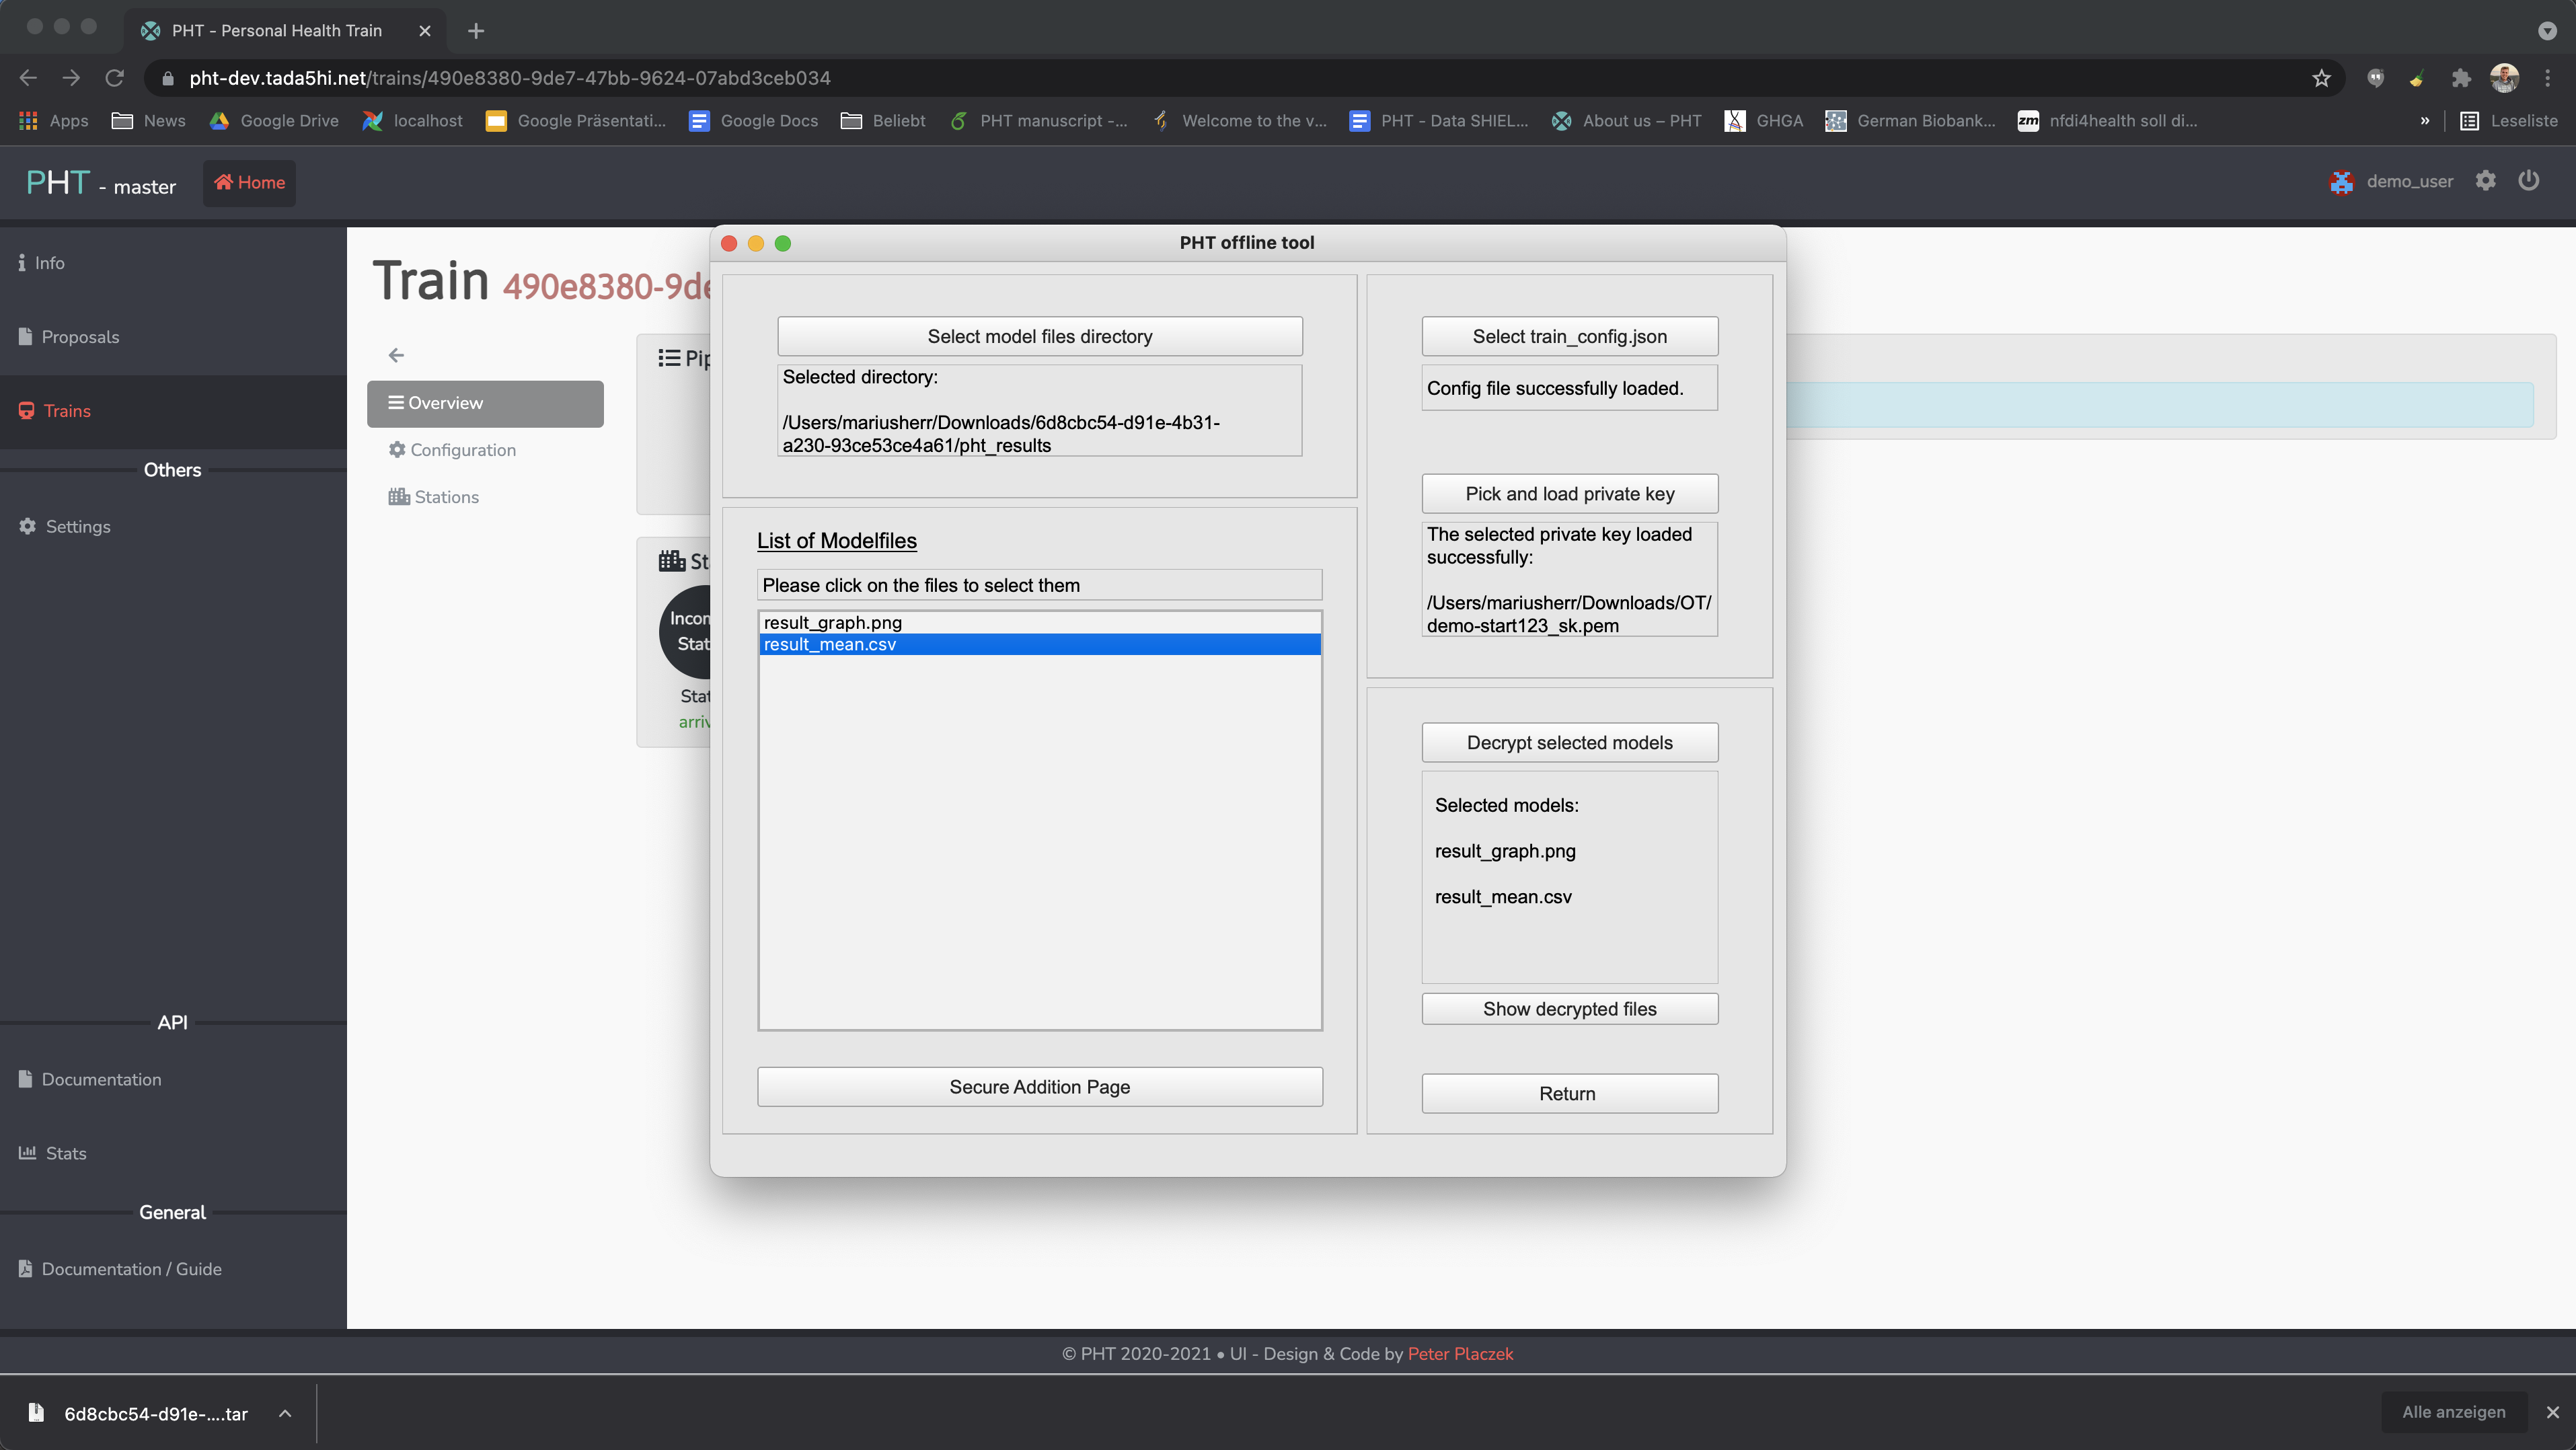 PHT - Personal Health Train
pht-dev.tada5hi.net/trains/490e8380-9de7-47bb-9624-07abd3ceb034
Apps
News
Google Drive
localhost
Google Präsentati...
Google Docs
Beliebt
PHT manuscript -...
Welcome to the v...
PHT - Data SHIEL...
About us – PHT
GHGA
German Biobank...
zm
nfdi4health soll di...
»
Leseliste
PHT - master
Home
demo_user
Info
Proposals
Trains
Others
Settings
API
Documentation
Stats
General
Documentation / Guide
Train 490e8380-9de
Overview
Configuration
Stations
Pip
St
Incom
Stat
Stat
arriv
PHT offline tool
Select model files directory
Selected directory:
/Users/mariusherr/Downloads/6d8cbc54-d91e-4b31-
a230-93ce53ce4a61/pht_results
List of Modelfiles
Please click on the files to select them
result_graph.png
result_mean.csv
Secure Addition Page
Select train_config.json
Config file successfully loaded.
Pick and load private key
The selected private key loaded
successfully:
/Users/mariusherr/Downloads/OT/
demo-start123_sk.pem
Decrypt selected models
Selected models:
result_graph.png
result_mean.csv
Show decrypted files
Return
© PHT 2020-2021 • UI - Design & Code by Peter Placzek
6d8cbc54-d91e-....tar
Alle anzeigen